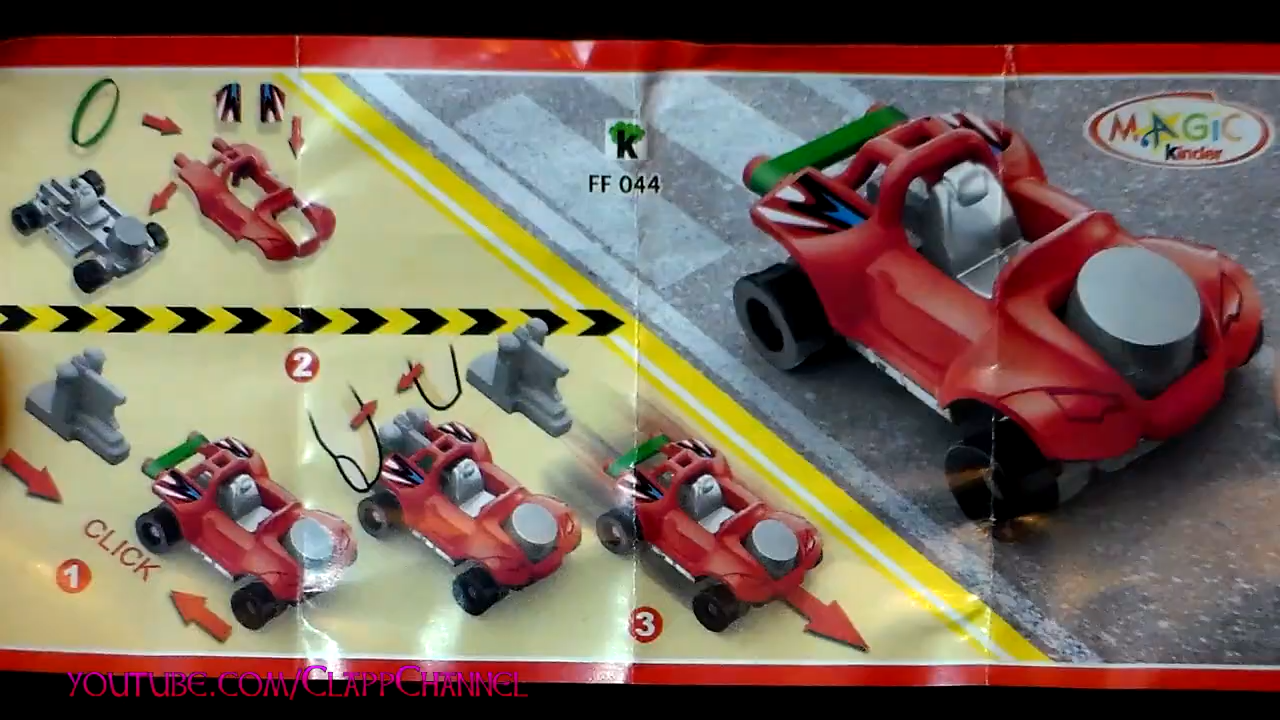 MAGIC
Kinder
K
FF 044
2
CLICK
1
3
YOUTUBE.COM/CLAPPCHANNEL